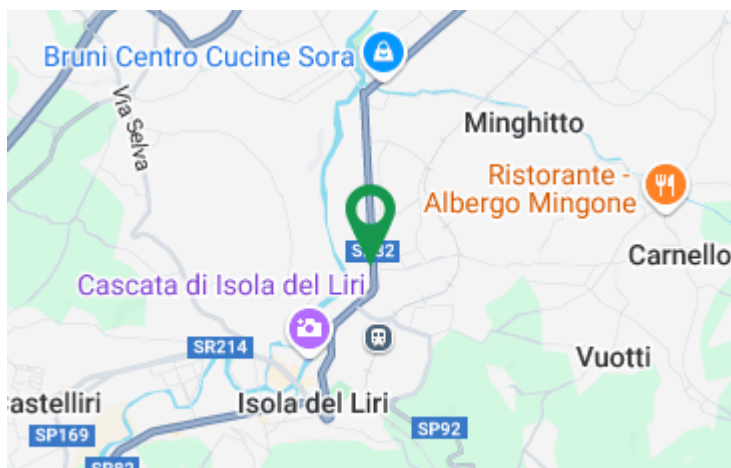 Bruni Centro Cucine Sora
Via Selva
Minghitto
Ristorante -
Albergo Mingone
Carnello
Cascata di Isola del Liri
SR214
Vuotti
astelliri
Isola del Liri
SP169
SP92
SP82